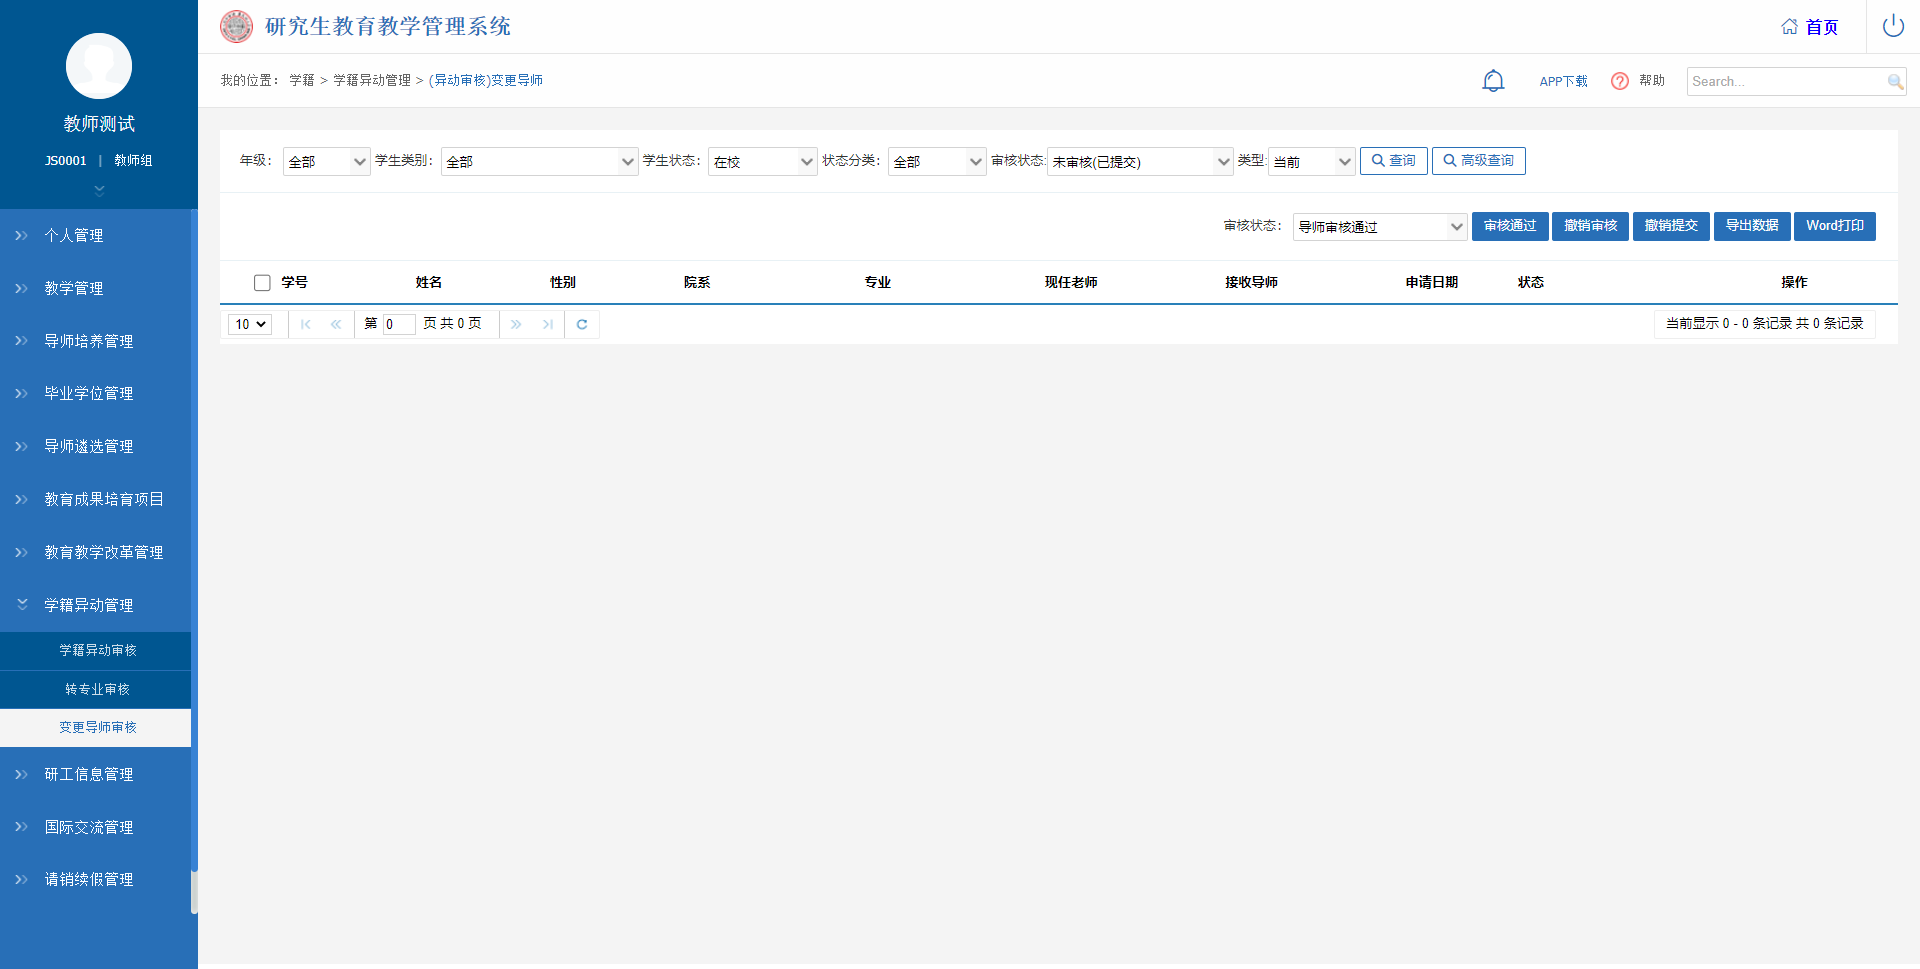 研究生教育教学管理系统
首页
教师测试
JS0001 | 教师组
我的位置： 学籍 > 学籍异动管理 > (异动审核)变更导师
APP下载
帮助
Search...
个人管理
教学管理
导师培养管理
毕业学位管理
导师遴选管理
教育成果培育项目
教育教学改革管理
学籍异动管理
学籍异动审核
转专业审核
变更导师审核
研工信息管理
国际交流管理
请销续假管理
年级： 全部 学生类别： 全部 学生状态： 在校 状态分类： 全部 审核状态: 未审核(已提交) 类型: 当前 查询 高级查询
审核状态： 导师审核通过 审核通过 撤销审核 撤销提交 导出数据 Word打印
学号 姓名 性别 院系 专业 现任老师 接收导师 申请日期 状态 操作
10 第 0 页 共 0 页 当前显示 0 - 0 条记录 共 0 条记录